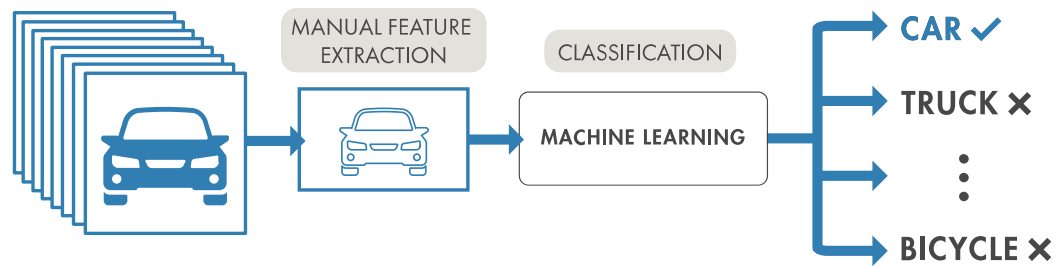 MANUAL FEATURE
EXTRACTION
CLASSIFICATION
MACHINE LEARNING
CAR ✓
TRUCK ✕
⋮
BICYCLE ✕